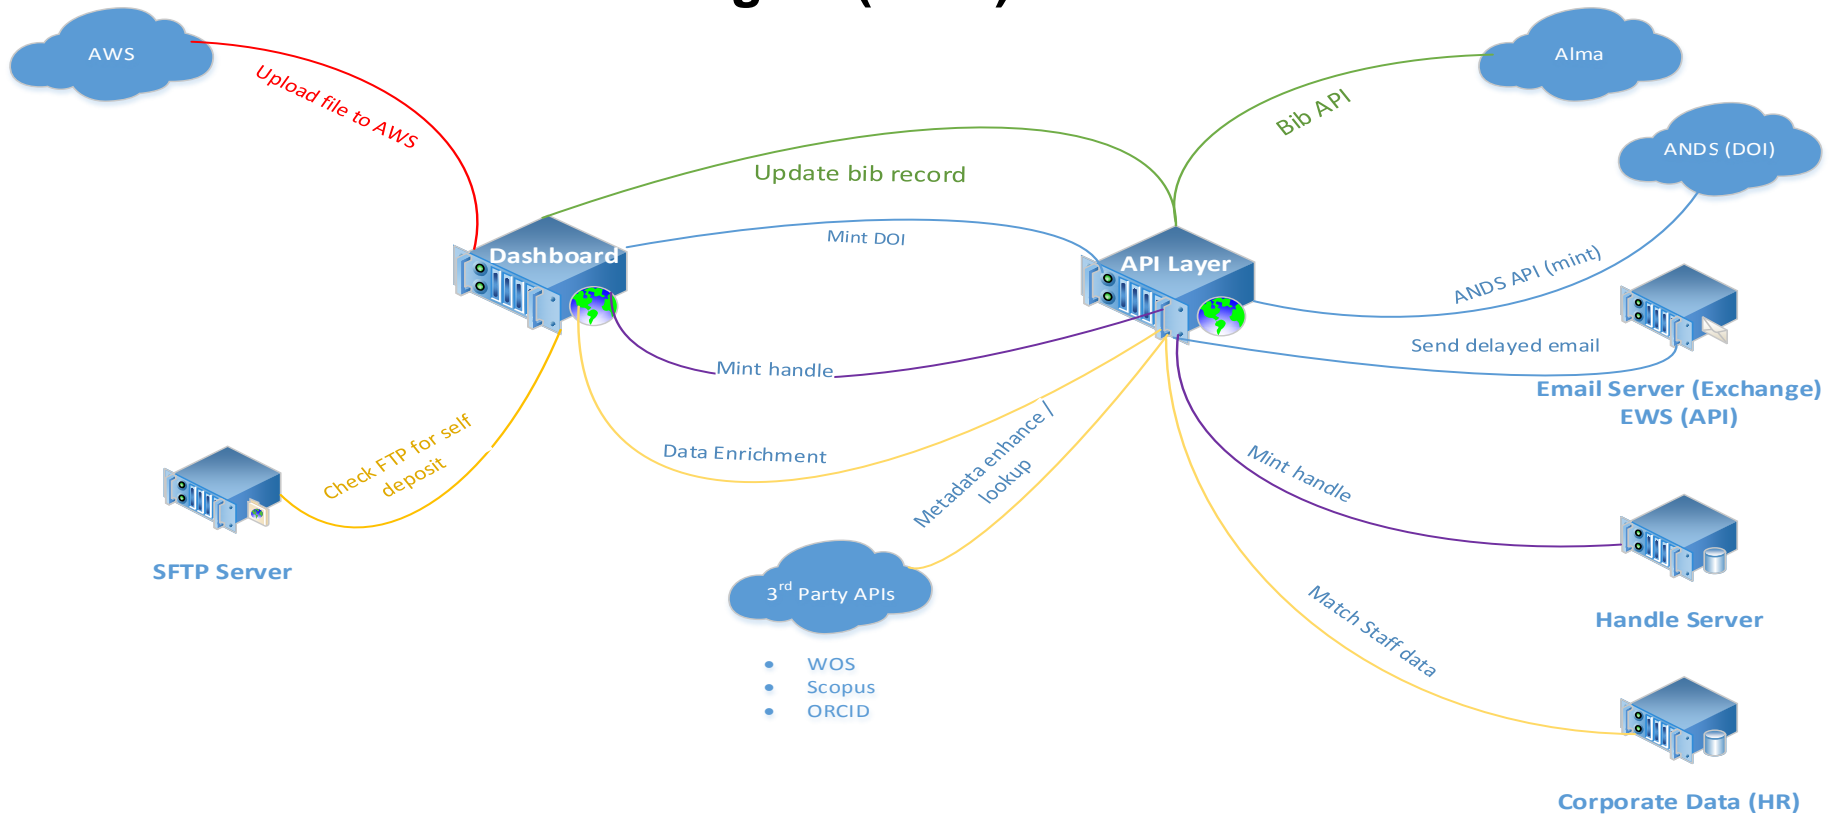 AWS
Alma
Upload file to AWS
Bib API
ANDS (DOI)
Update bib record
Mint DOI
Dashboard
API Layer
ANDS API (mint)
Send delayed email
Email Server (Exchange)
EWS (API)
Mint handle
Check FTP for self
deposit
Data Enrichment
Metadata enhance /
lookup
Mint handle
SFTP Server
3rd Party APIs
Handle Server
Match Staff data
• WOS
• Scopus
• ORCID
Corporate Data (HR)